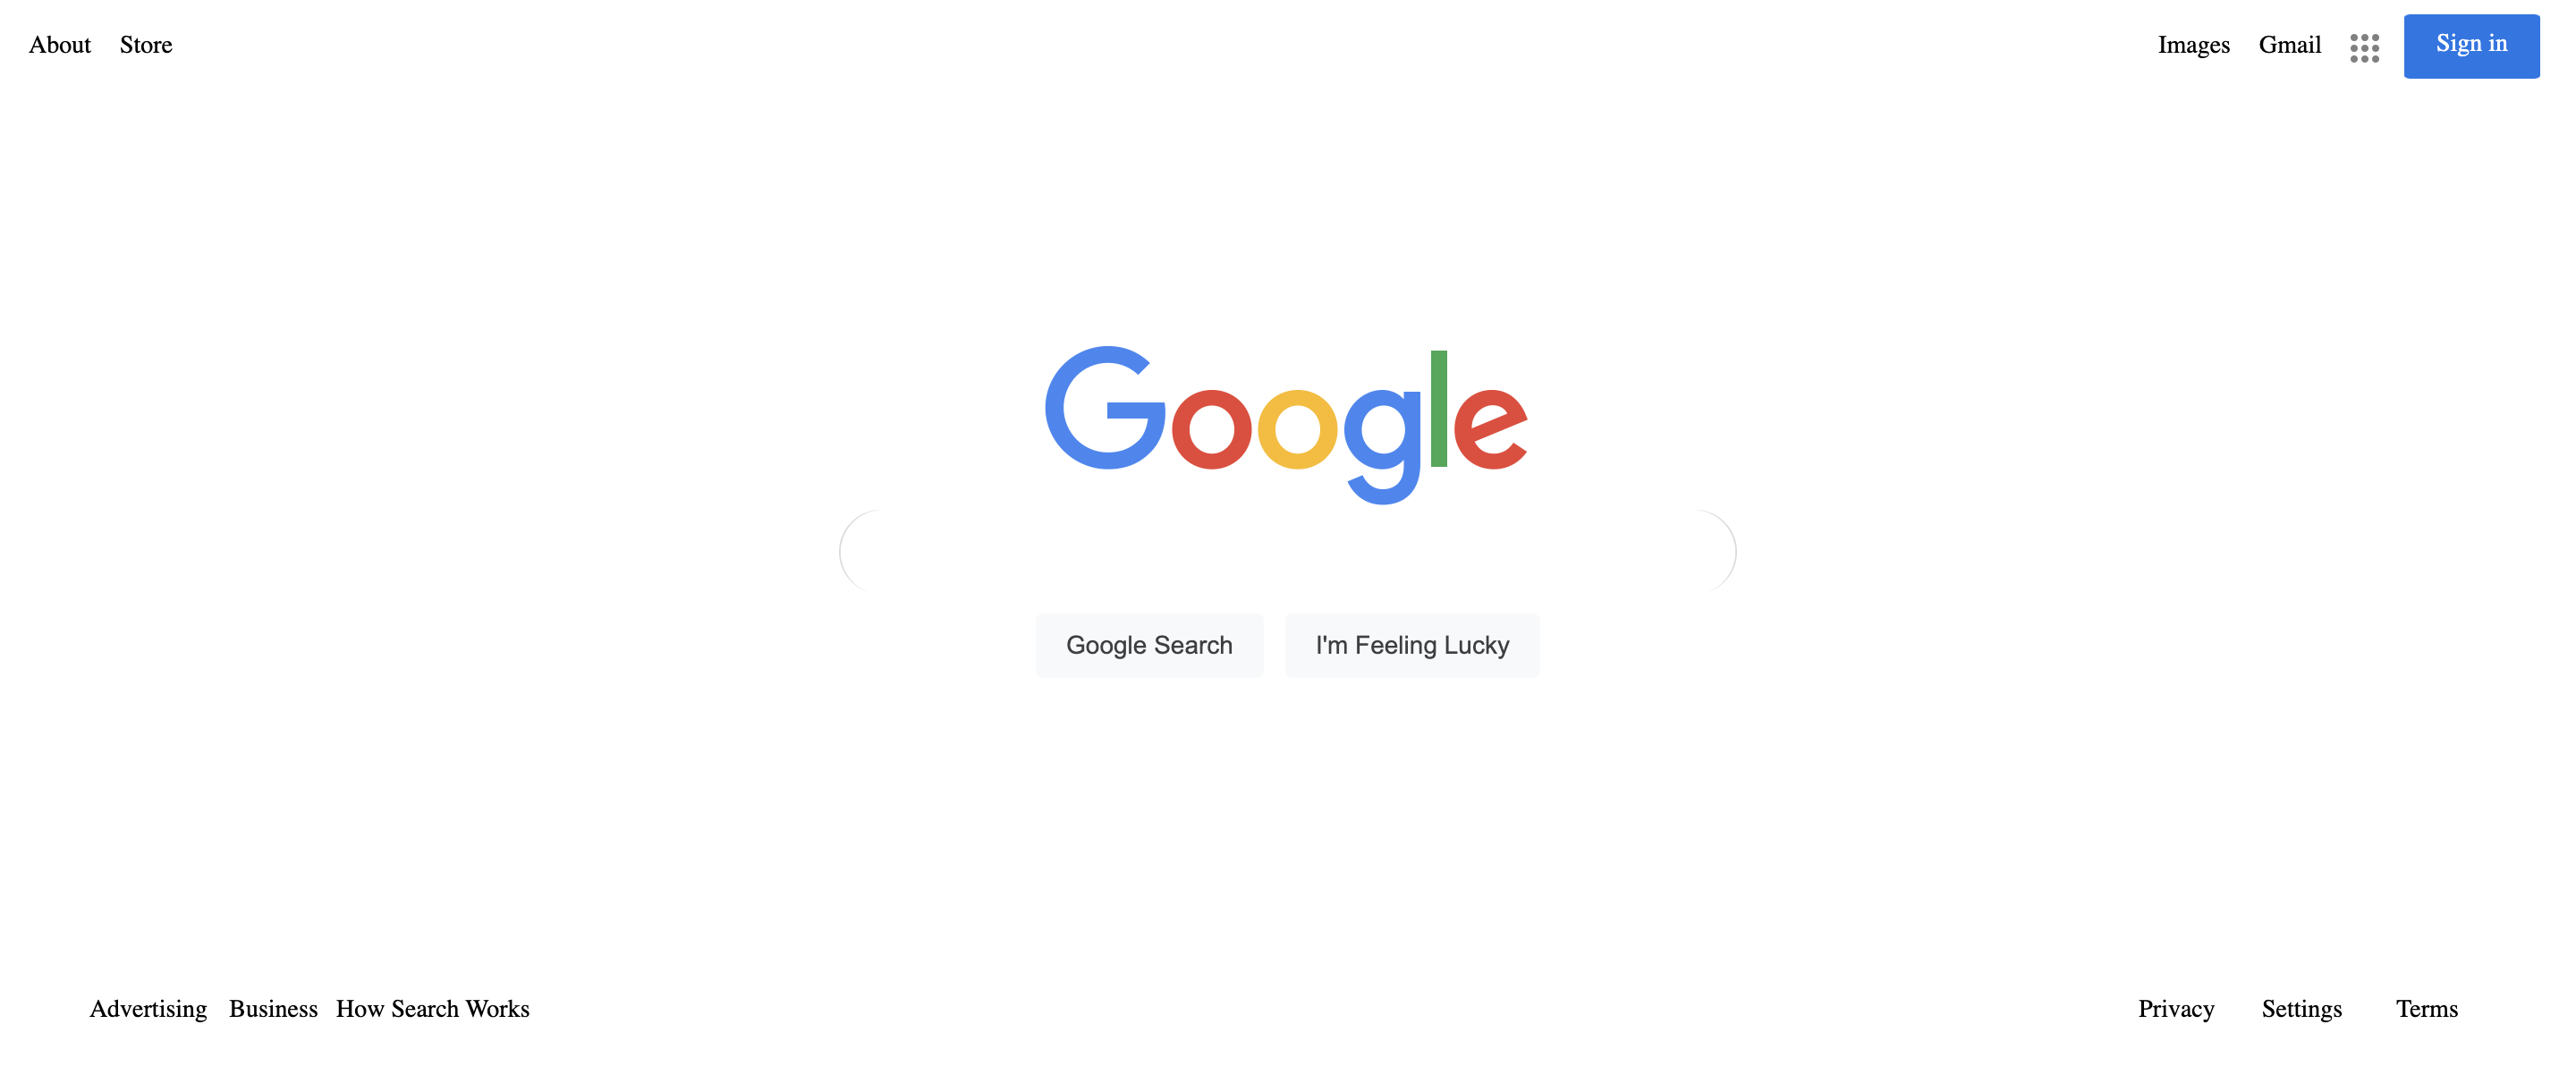 About Store Images Gmail Sign in
Google
Google Search I'm Feeling Lucky
Advertising Business How Search Works Privacy Settings Terms